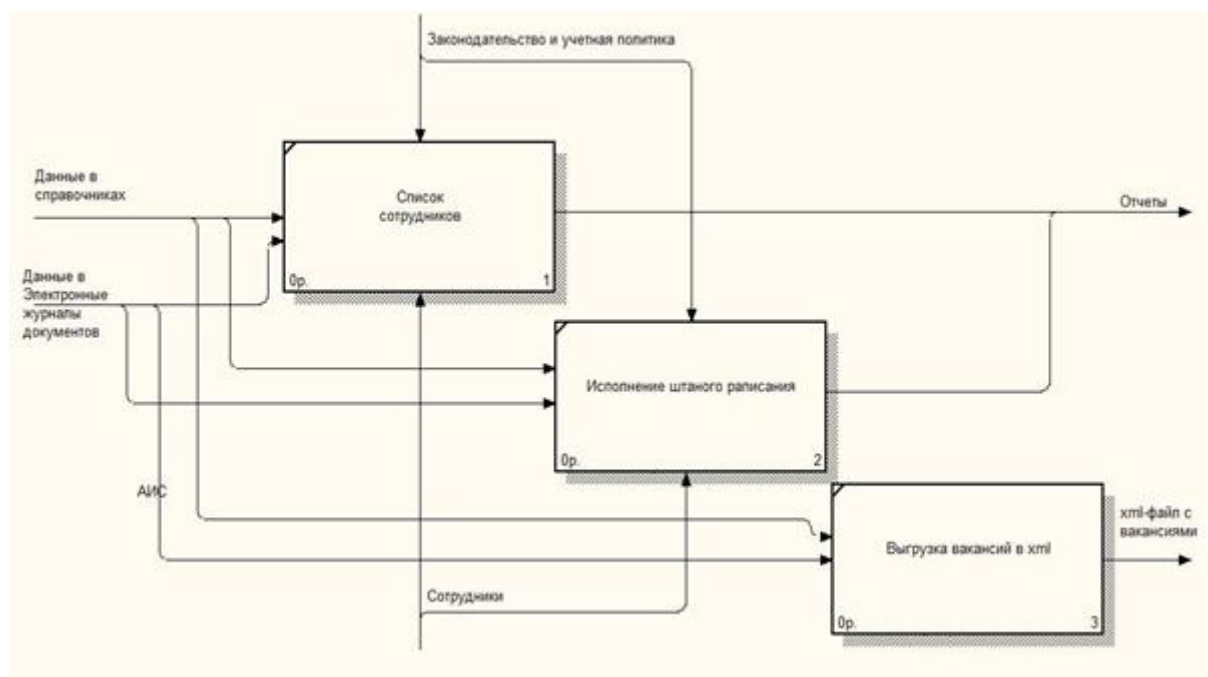 Законодательство и учетная политика
Данные в
справочниках
Список
сотрудников
0р.
1
Отчеты
Данные в
Электронные
журналы
документов
Исполнение штаного раписания
0р.
2
АИС
xml-файл с
вакансиями
Выгрузка вакансий в xml
0р.
3
Сотрудники